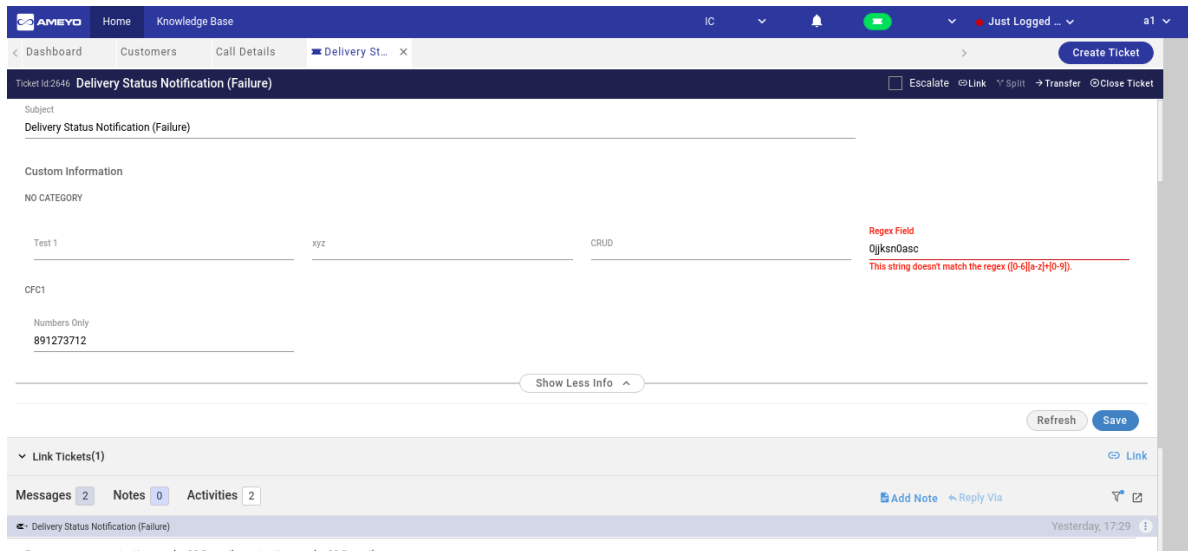 AMEYO Home Knowledge Base IC Just Logged ... a1
Dashboard Customers Call Details Delivery St... × Create Ticket
Ticket Id:2646 Delivery Status Notification (Failure) Escalate Link Split Transfer Close Ticket
Subject
Delivery Status Notification (Failure)
Custom Information
NO CATEGORY
Regex Field
Test 1 xyz CRUD 0jjksn0asc
This string doesn't match the regex ([0-6][a-z]+[0-9]).
CFC1
Numbers Only
891273712
Show Less Info
Refresh Save
Link Tickets(1) Link
Messages 2 Notes 0 Activities 2 Add Note Reply Via
Delivery Status Notification (Failure) Yesterday, 17:29